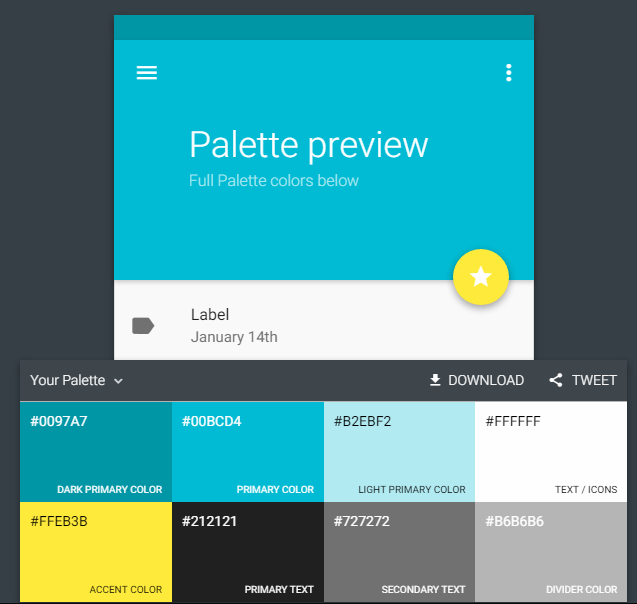 Palette preview
Full Palette colors below
Label
January 14th
Your Palette DOWNLOAD TWEET
#0097A7 #00BCD4 #B2EBF2 #FFFFFF
DARK PRIMARY COLOR PRIMARY COLOR LIGHT PRIMARY COLOR TEXT / ICONS
#FFEB3B #212121 #727272 #B6B6B6
ACCENT COLOR PRIMARY TEXT SECONDARY TEXT DIVIDER COLOR